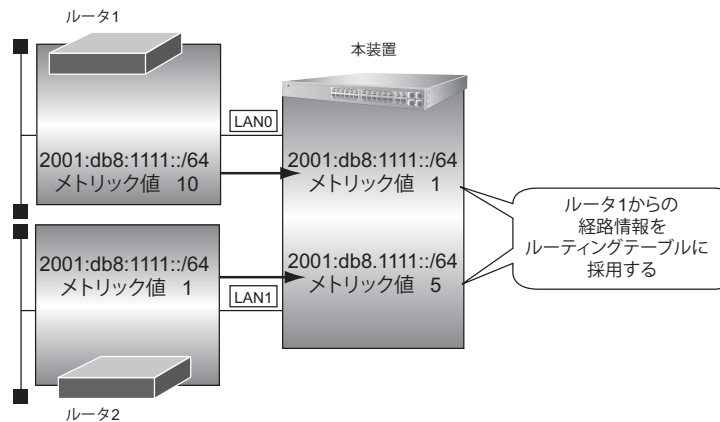 ルータ1
本装置
LAN0
2001:db8:1111::/64
メトリック値 10
2001:db8:1111::/64
メトリック値 1
ルータ1からの
経路情報を
ルーティングテーブルに
採用する
2001:db8:1111::/64
メトリック値 1
2001:db8.1111::/64
メトリック値 5
LAN1
ルータ2